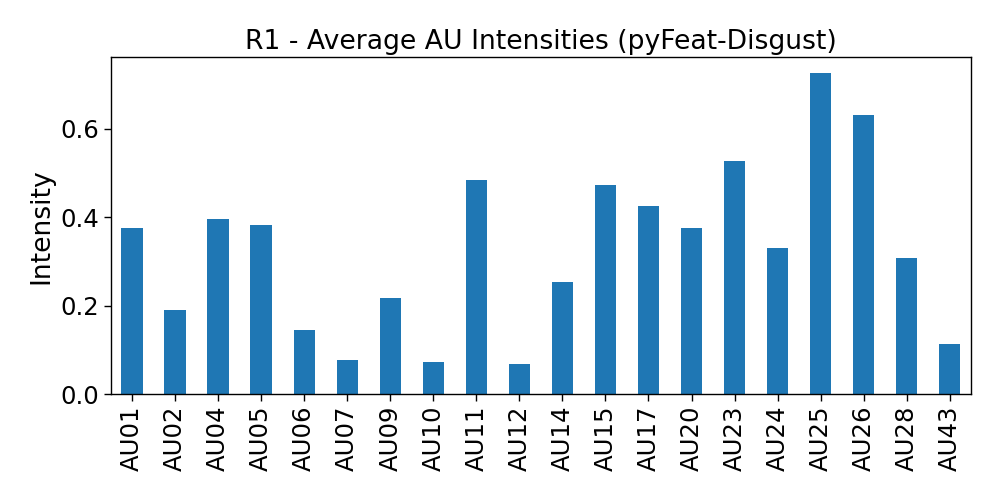 R1 - Average AU Intensities (pyFeat-Disgust)
Intensity
0.6
0.4
0.2
0.0
AU01
AU02
AU04
AU05
AU06
AU07
AU09
AU10
AU11
AU12
AU14
AU15
AU17
AU20
AU23
AU24
AU25
AU26
AU28
AU43